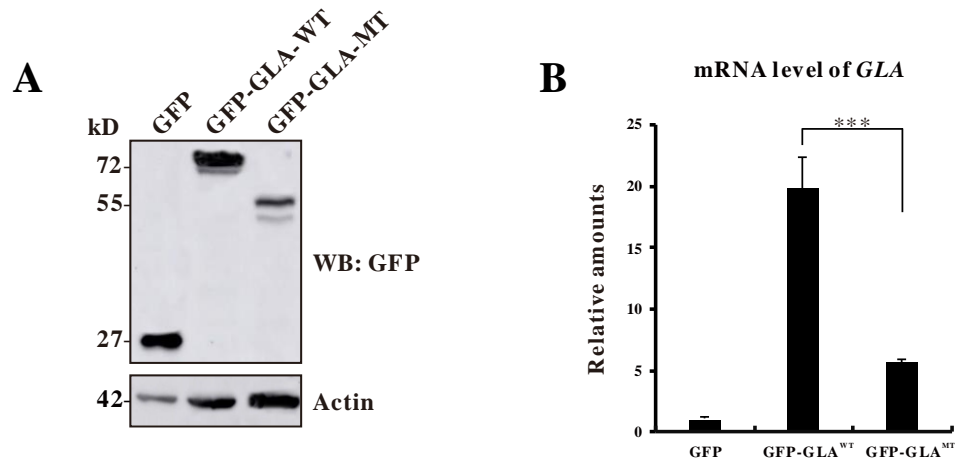 A
GFP
GFP-GLA-WT
GFP-GLA-MT
kD
72-
55-
27-
WB: GFP
42-
Actin
B
mRNA level of GLA
Relative amounts
25
20
15
10
5
0
***
GFP
GFP-GLA^WT
GFP-GLA^MT